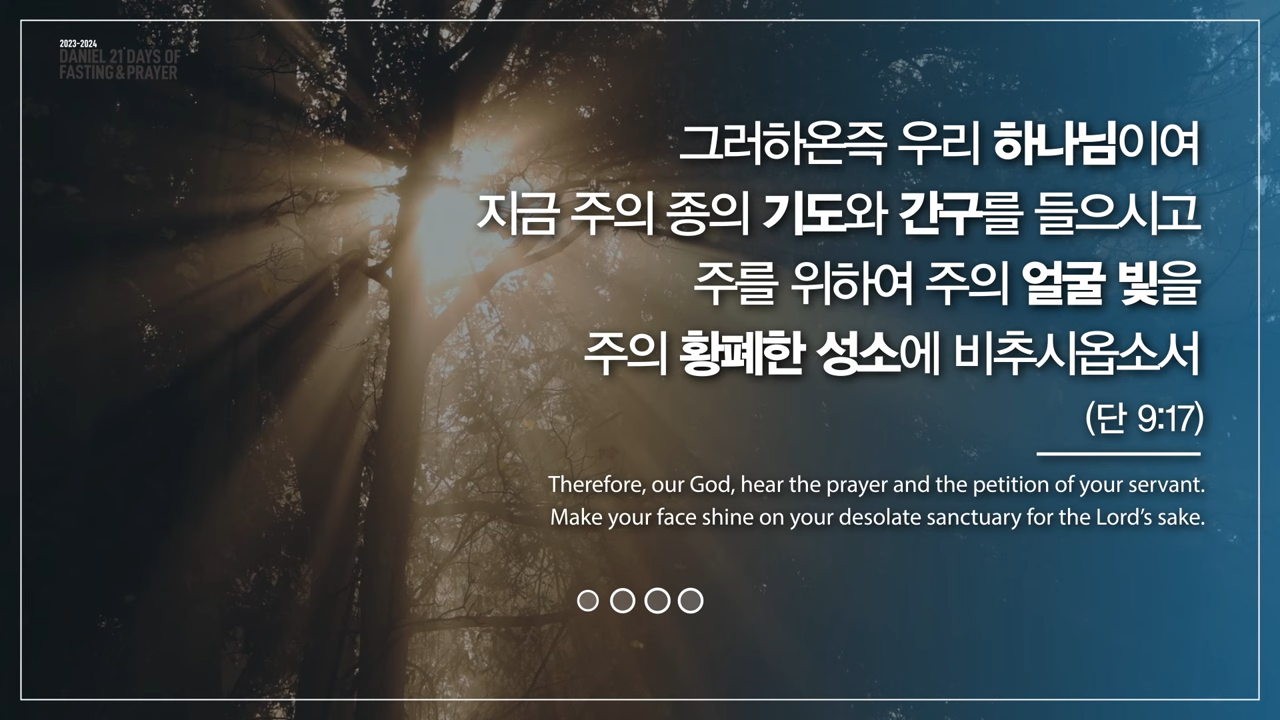 2023-2024
DANIEL 21 DAYS OF
FASTING & PRAYER
그러하온즉 우리 하나님이여
지금 주의 종의 기도와 간구를 들으시고
주를 위하여 주의 얼굴 빛을
주의 황폐한 성소에 비추시옵소서
(단 9:17)
Therefore, our God, hear the prayer and the petition of your servant.
Make your face shine on your desolate sanctuary for the Lord’s sake.